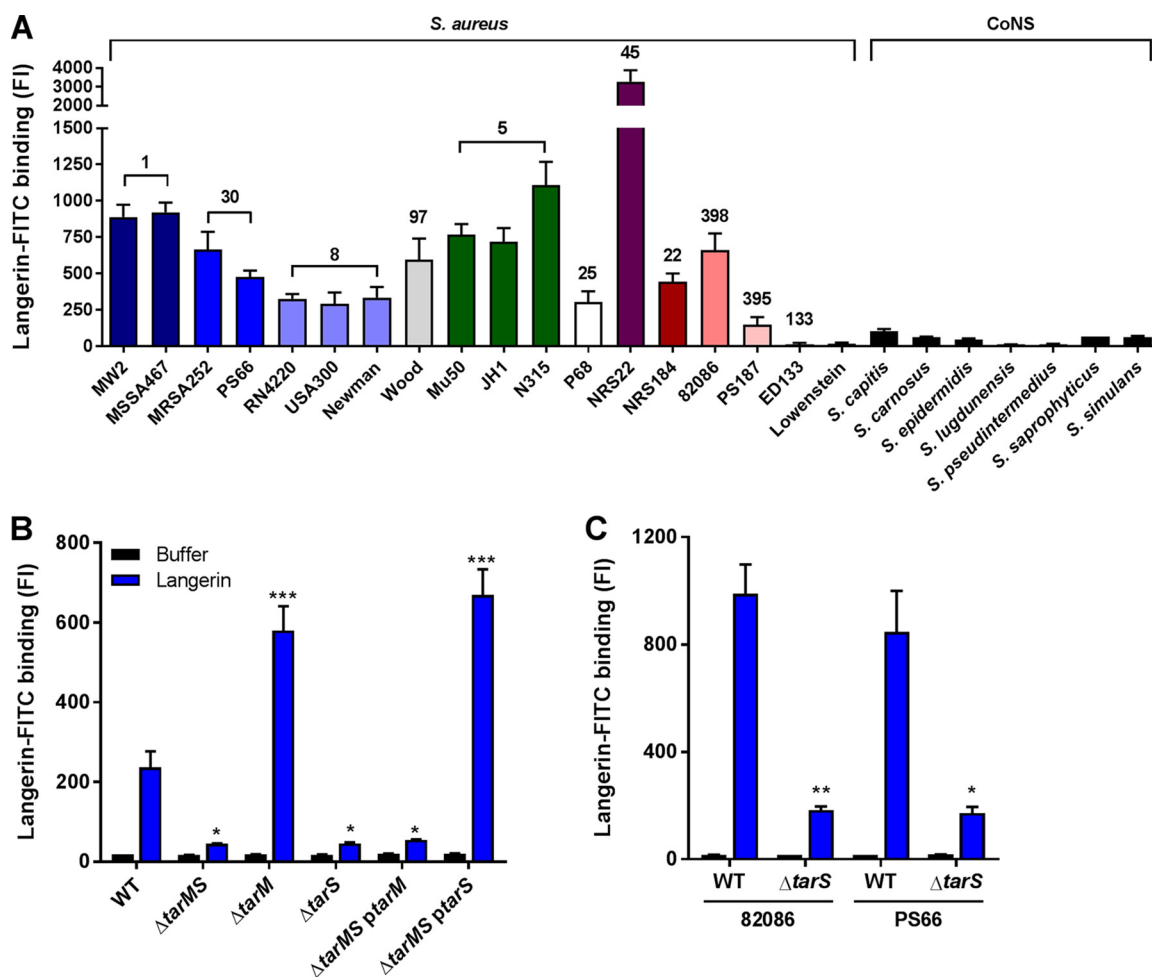 A
S. aureus
CoNS
Langerin-FITC binding (FI)
4000
3000
2000
1500
1250
1000
750
500
250
0
1
30
8
97
5
25
45
22
398
395
133
MW2
MSSA467
MRSA252
PS66
RN4220
USA300
Newman
Wood
Mu50
JH1
N315
P68
NRS22
NRS184
82086
PS187
ED133
Lowenstein
S. capitis
S. carnosus
S. epidermidis
S. lugdunensis
S. pseudintermedius
S. saprophyticus
S. simulans
B
Langerin-FITC binding (FI)
800
600
400
200
0
Buffer
Langerin
*
***
*
*
***
WT
ΔtarMS
ΔtarM
ΔtarS
ΔtarMS ptarM
ΔtarMS ptarS
C
Langerin-FITC binding (FI)
1200
800
400
0
**
*
WT
ΔtarS
WT
ΔtarS
82086
PS66